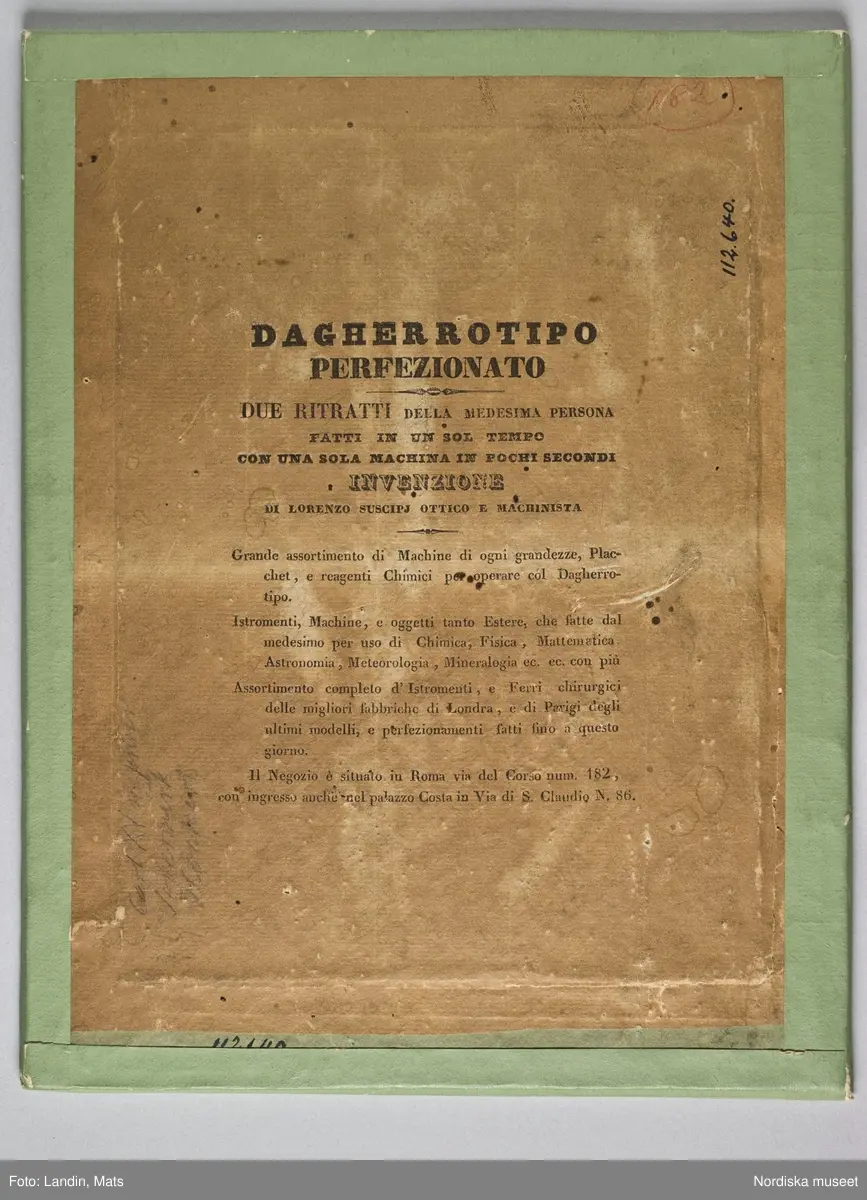 112.640.
DAGHERROTIPO
PERFEZIONATO
DUE RITRATTI DELLA MEDESIMA PERSONA
FATTI IN UN SOL TEMPO
CON UNA SOLA MACHINA IN POCHI SECONDI
INVENZIONE
DI LORENZO SUSCIPJ OTTICO E MACHINISTA
Grande assortimento di Machine di ogni grandezze, Plac-
chet, e reagenti Chimici per operare col Dagherro-
tipo.
Istromenti, Machine, e oggetti tanto Estere, che fatte dal
medesimo per uso di Chimica, Fisica, Mattematica
Astronomia, Meteorologia, Mineralogia ec. ec. con più
Assortimento completo d'Istromenti, e Ferri chirurgici
delle migliori fabbriche di Londra, e di Parigi degli
ultimi modelli, e perfezionamenti fatti fino a questo
giorno.
Il Negozio è situato in Roma via del Corso num. 182,
con ingresso anche nel palazzo Costa in Via di S. Claudio N. 86.
112.640
Foto: Landin, Mats
Nordiska museet